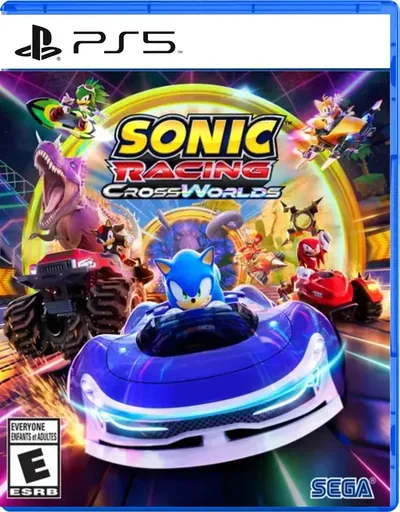 PS5
SONIC
RACING
CROSSWORLDS
EVERYONE
ENFANTS et ADULTES
E
ESRB
SEGA